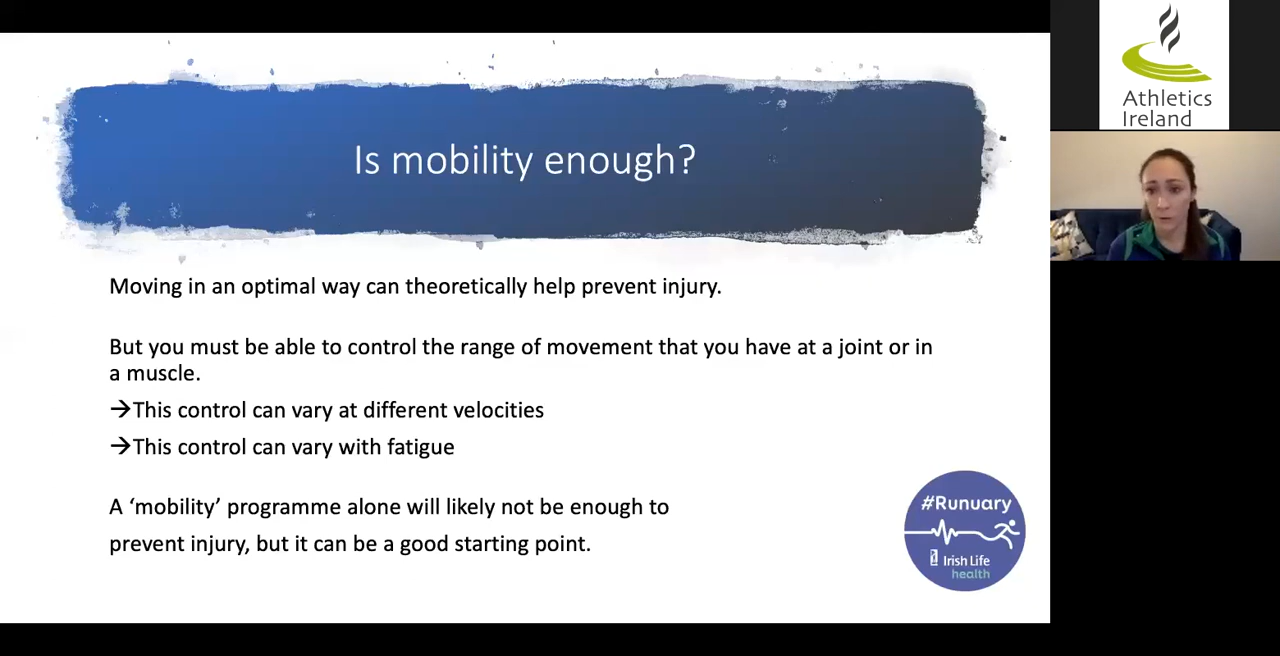 Is mobility enough?
Moving in an optimal way can theoretically help prevent injury.
But you must be able to control the range of movement that you have at a joint or in
a muscle.
→This control can vary at different velocities
→This control can vary with fatigue
A ‘mobility’ programme alone will likely not be enough to
prevent injury, but it can be a good starting point.
#Runuary
Irish Life
health
Athletics
Ireland